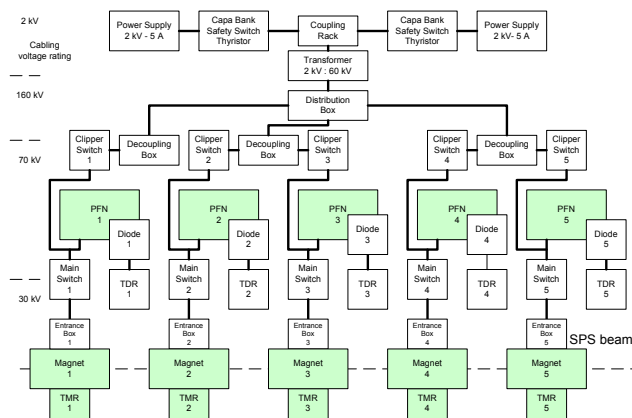 2 kV
Power Supply
2 kV - 5 A
Capa Bank
Safety Switch
Thyristor
Coupling
Rack
Capa Bank
Safety Switch
Thyristor
Power Supply
2 kV- 5 A
Cabling
voltage rating
Transformer
2 kV : 60 kV
160 kV
Distribution
Box
70 kV
Clipper
Switch
1
Decoupling
Box
Clipper
Switch
2
Decoupling
Box
Clipper
Switch
3
Clipper
Switch
4
Decoupling
Box
Clipper
Switch
5
PFN
1
PFN
2
PFN
3
PFN
4
PFN
5
Diode
1
Diode
2
Diode
3
Diode
4
Diode
5
Main
Switch
1
TDR
1
Main
Switch
2
TDR
2
Main
Switch
3
TDR
3
Main
Switch
4
TDR
4
Main
Switch
5
TDR
5
30 kV
Entrance
Box
1
Entrance
Box
2
Entrance
Box
3
Entrance
Box
4
Entrance
Box
5
SPS beam
Magnet
1
Magnet
2
Magnet
3
Magnet
4
Magnet
5
TMR
1
TMR
2
TMR
3
TMR
4
TMR
5